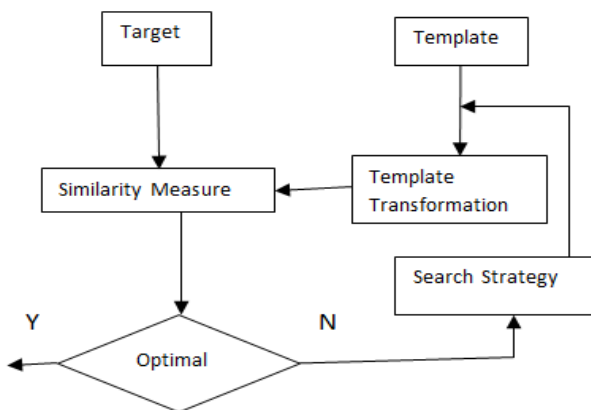 Target
Template
Similarity Measure
Template
Transformation
Search Strategy
Y
N
Optimal